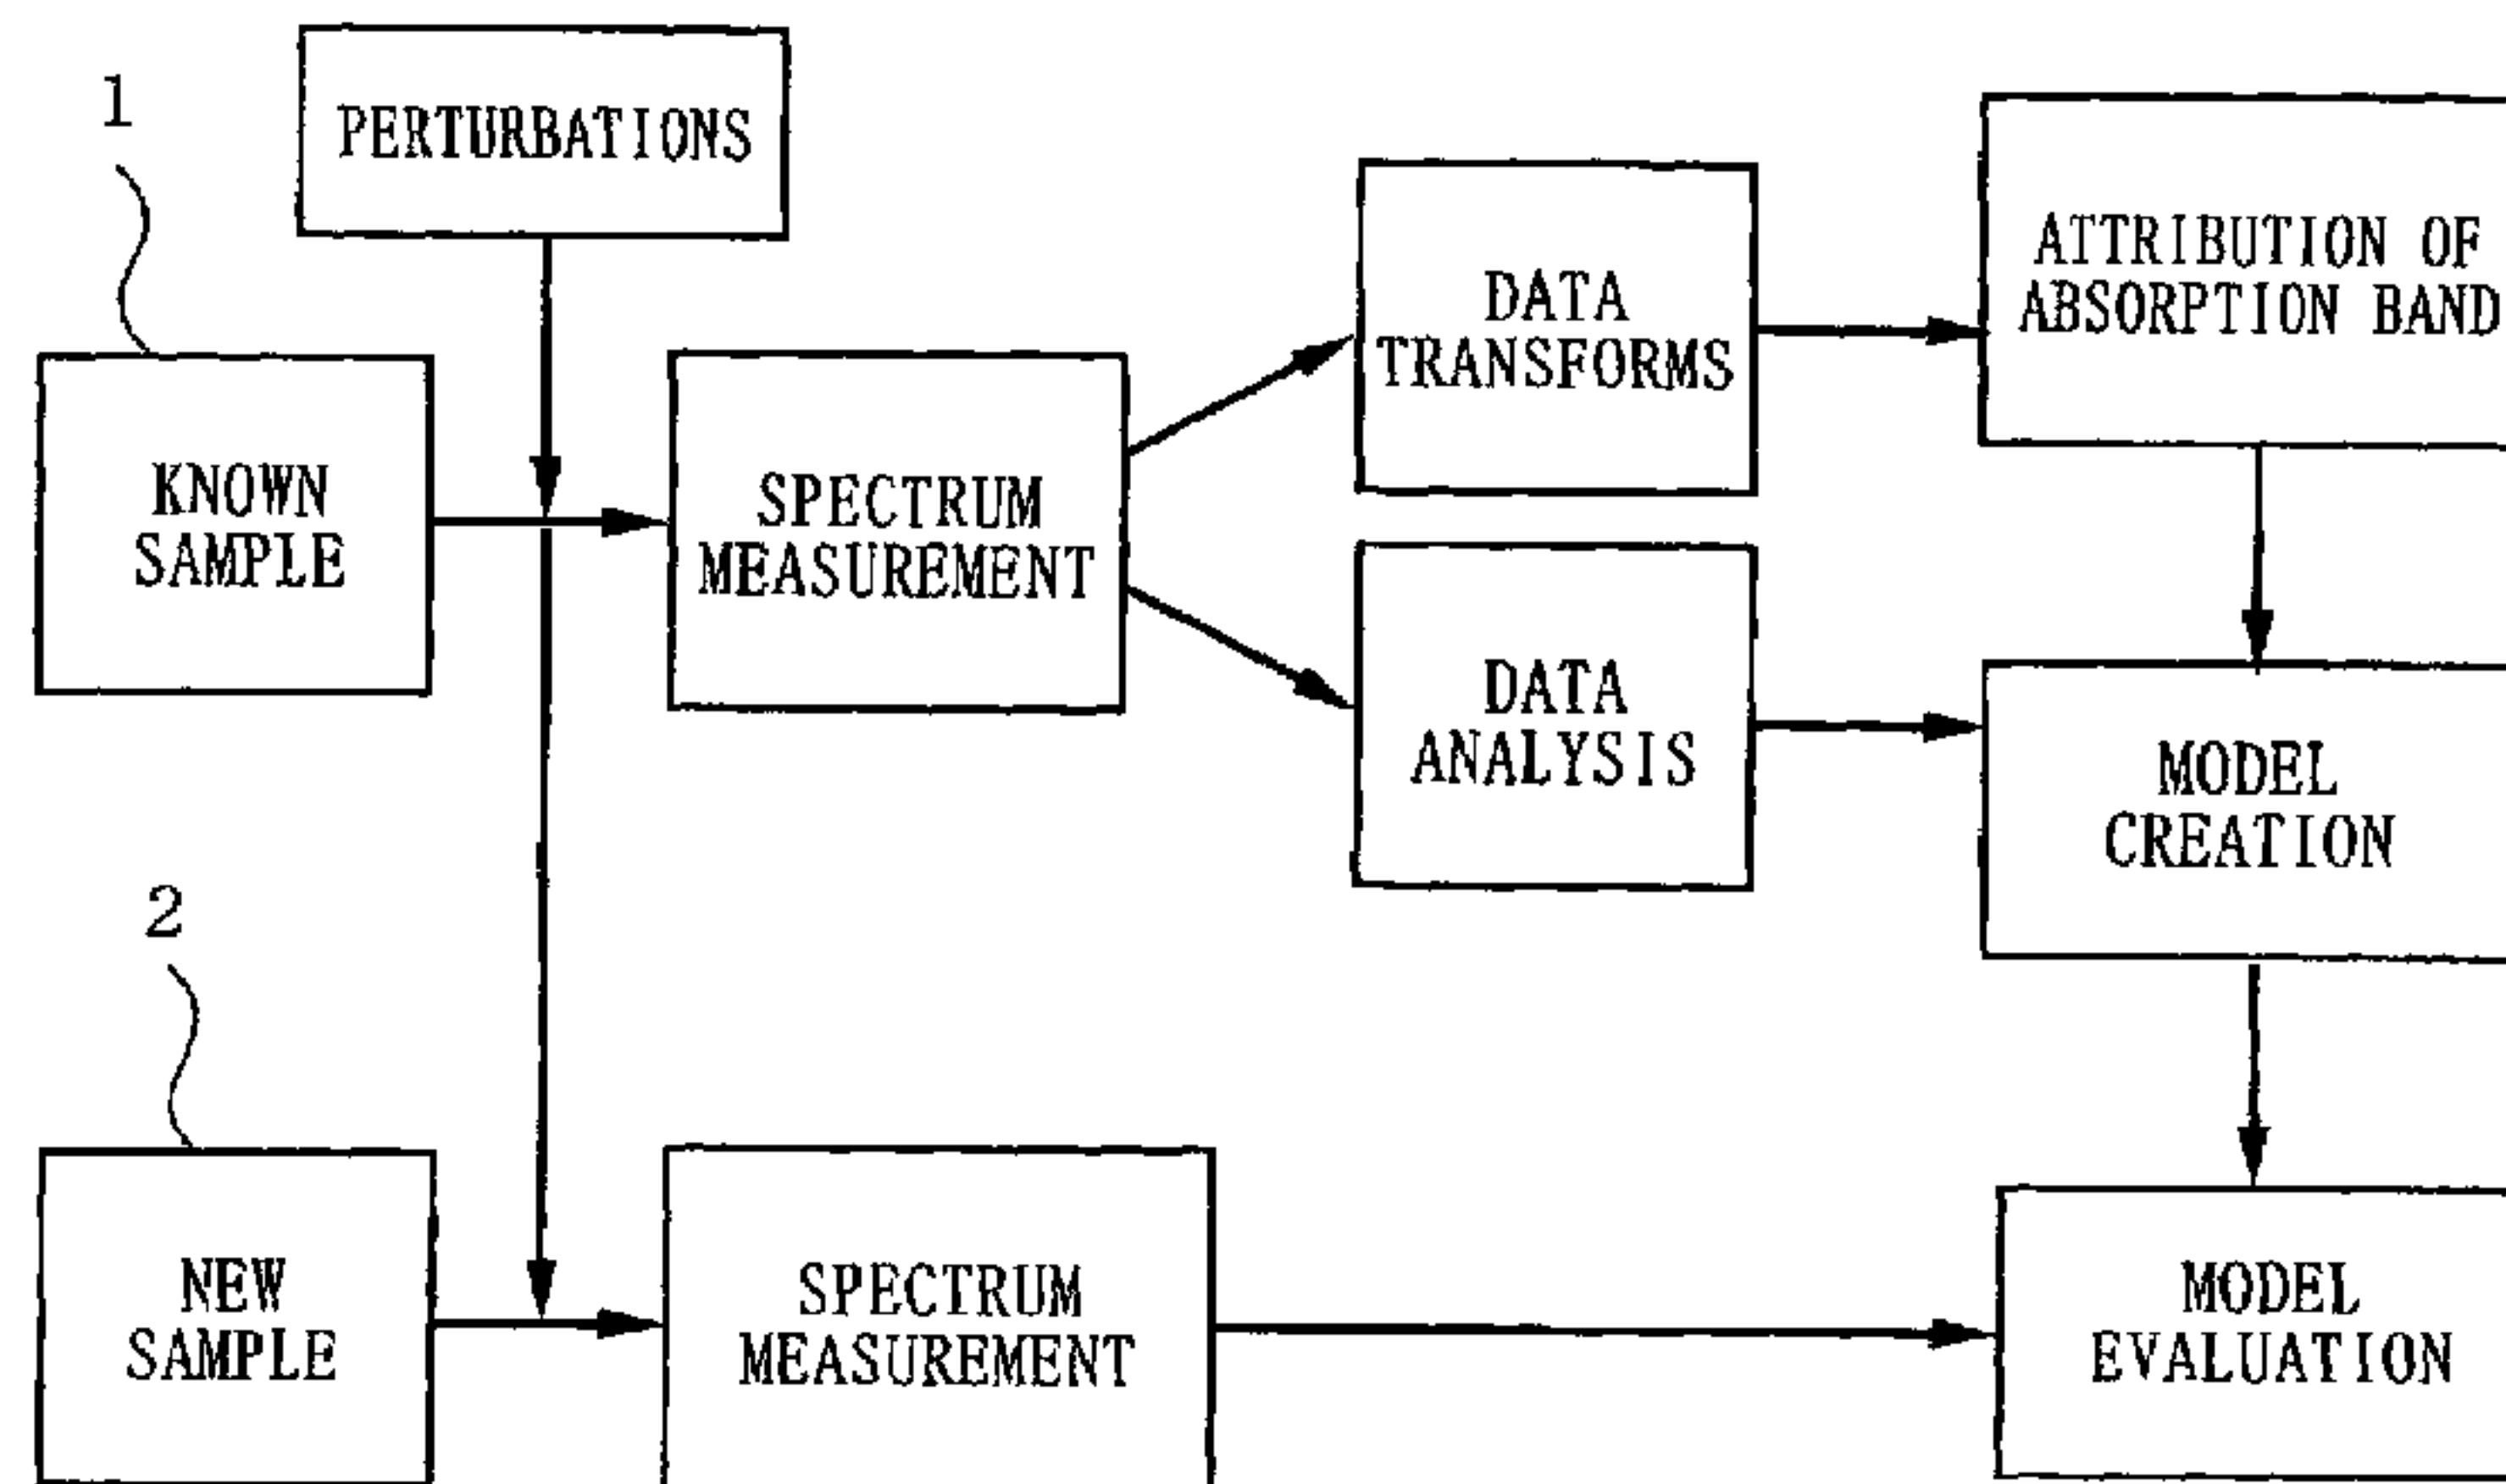 1
PERTURBATIONS
KNOWN
SAMPLE
SPECTRUM
MEASUREMENT
DATA
TRANSFORMS
ATTRIBUTION OF
ABSORPTION BAND
DATA
ANALYSIS
MODEL
CREATION
2
NEW
SAMPLE
SPECTRUM
MEASUREMENT
MODEL
EVALUATION